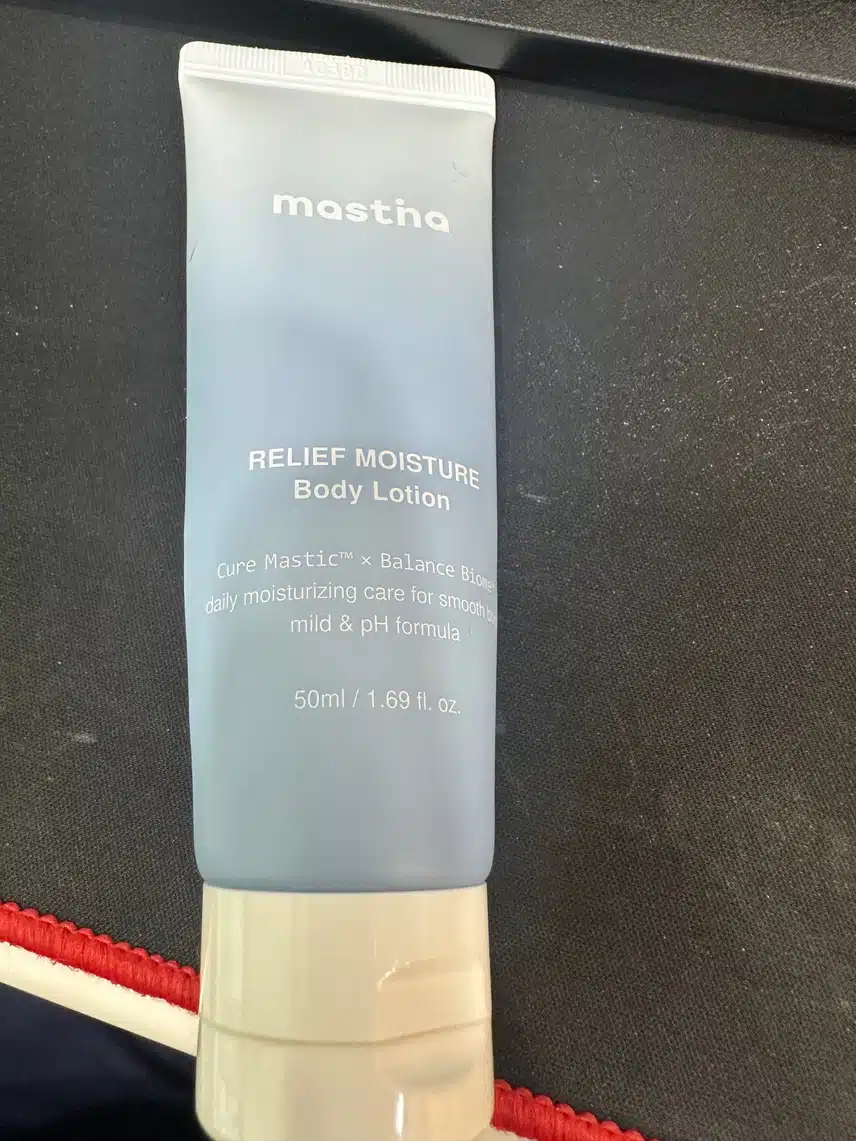 mastina
RELIEF MOISTURE
Body Lotion
Cure Mastic™ × Balance Biome
daily moisturizing care for smooth
mild & pH formula
50ml / 1.69 fl. oz.